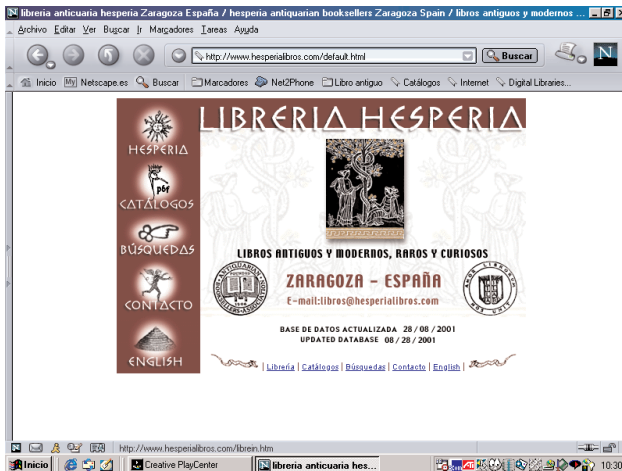 libreria anticuaria hesperia Zaragoza España / hesperia antiquarian booksellers Zaragoza Spain / libros antiguos y modernos ...
Archivo Editar Ver Buscar Ir Marcadores Tareas Ayuda
http://www.hesperialibros.com/default.html Buscar N
Inicio My Netscape.es Buscar Marcadores Net2Phone Libro antiguo Catálogos Internet Digital Libraries...
LIBRERIA HESPERIA
HESPERIA
pdf
CATÁLOGOS
BÚSQUEDAS
CONTACTO
ENGLISH
LIBROS ANTIGUOS Y MODERNOS, RAROS Y CURIOSOS
ZARAGOZA - ESPAÑA
E-mail:libros@hesperialibros.com
BASE DE DATOS ACTUALIZADA 28 / 08 / 2001
UPDATED DATABASE 08 / 28 / 2001
| Librería | Catálogos | Búsquedas | Contacto | English |
http://www.hesperialibros.com/librein.htm
Inicio Creative PlayCenter libreria anticuaria hes... 10:30